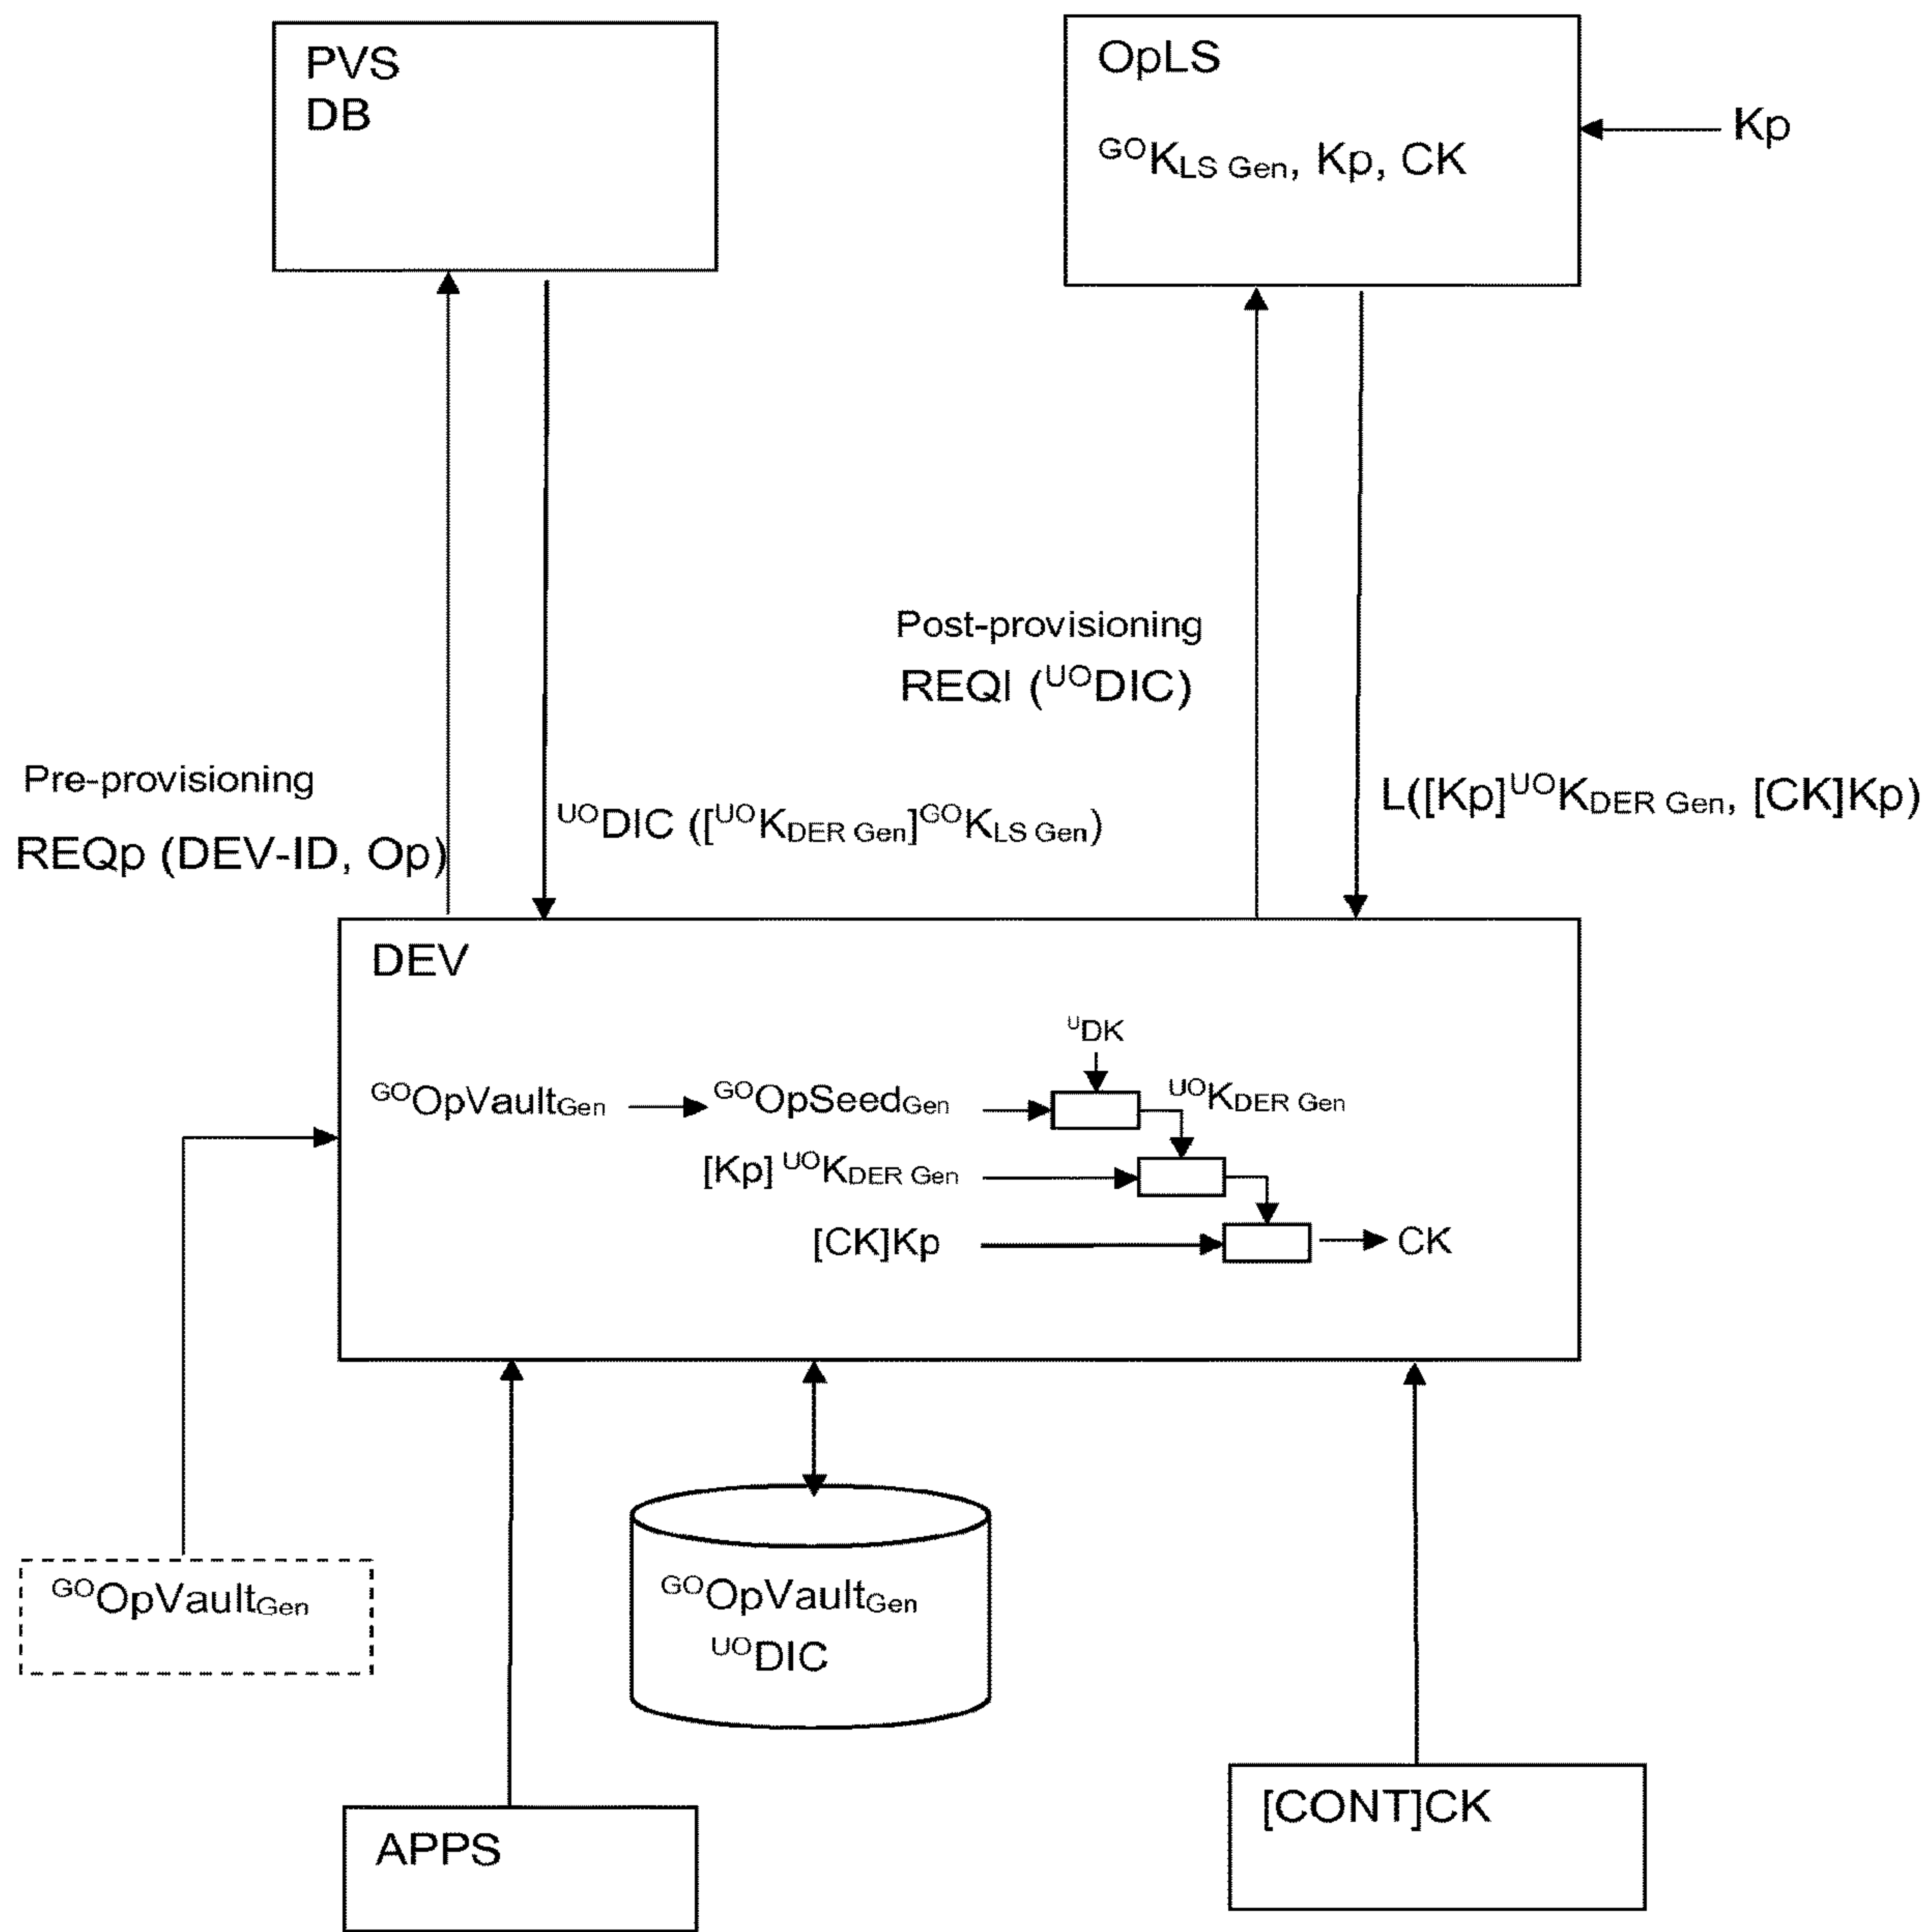 PVS
DB
OpLS
GOKLS Gen, Kp, CK
Kp
Post-provisioning
REQl (UODIC)
Pre-provisioning
REQp (DEV-ID, Op)
UODIC ([UOKDER Gen]GOKLS Gen)
L([Kp]UOKDER Gen, [CK]Kp)
DEV
UDK
GOOpVaultGen
GOOpSeedGen
UOKDER Gen
[Kp] UOKDER Gen
[CK]Kp
CK
GOOpVaultGen
GOOpVaultGen
UODIC
APPS
[CONT]CK